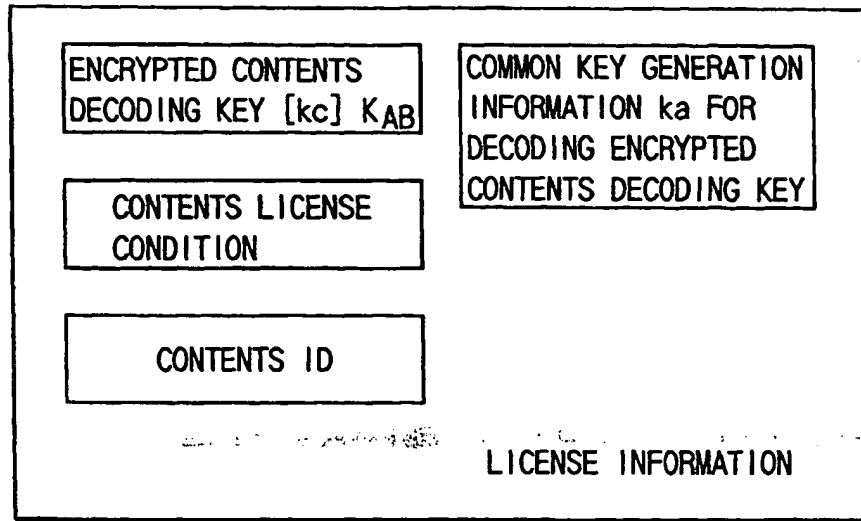 ENCRYPTED CONTENTS
DECODING KEY [kc] KAB
COMMON KEY GENERATION
INFORMATION ka FOR
DECODING ENCRYPTED
CONTENTS DECODING KEY
CONTENTS LICENSE
CONDITION
CONTENTS ID
LICENSE INFORMATION